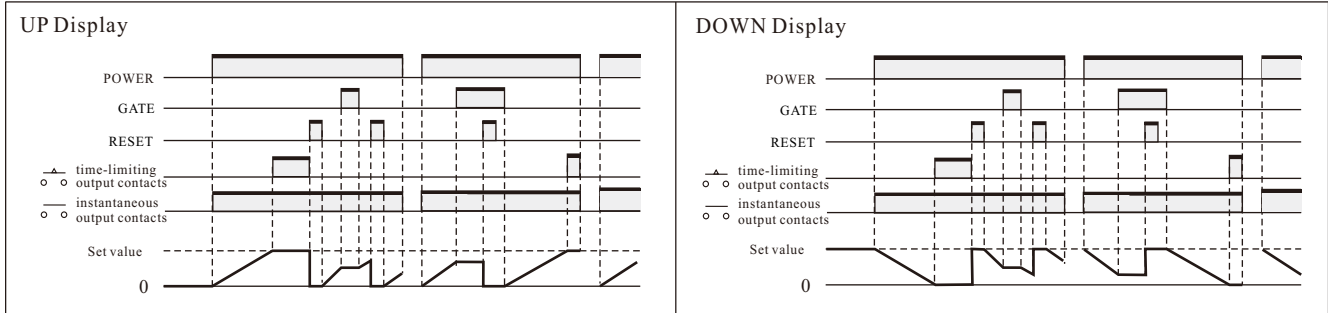 UP Display
POWER
GATE
RESET
time-limiting
output contacts
instantaneous
output contacts
Set value
0
DOWN Display
POWER
GATE
RESET
time-limiting
output contacts
instantaneous
output contacts
Set value
0